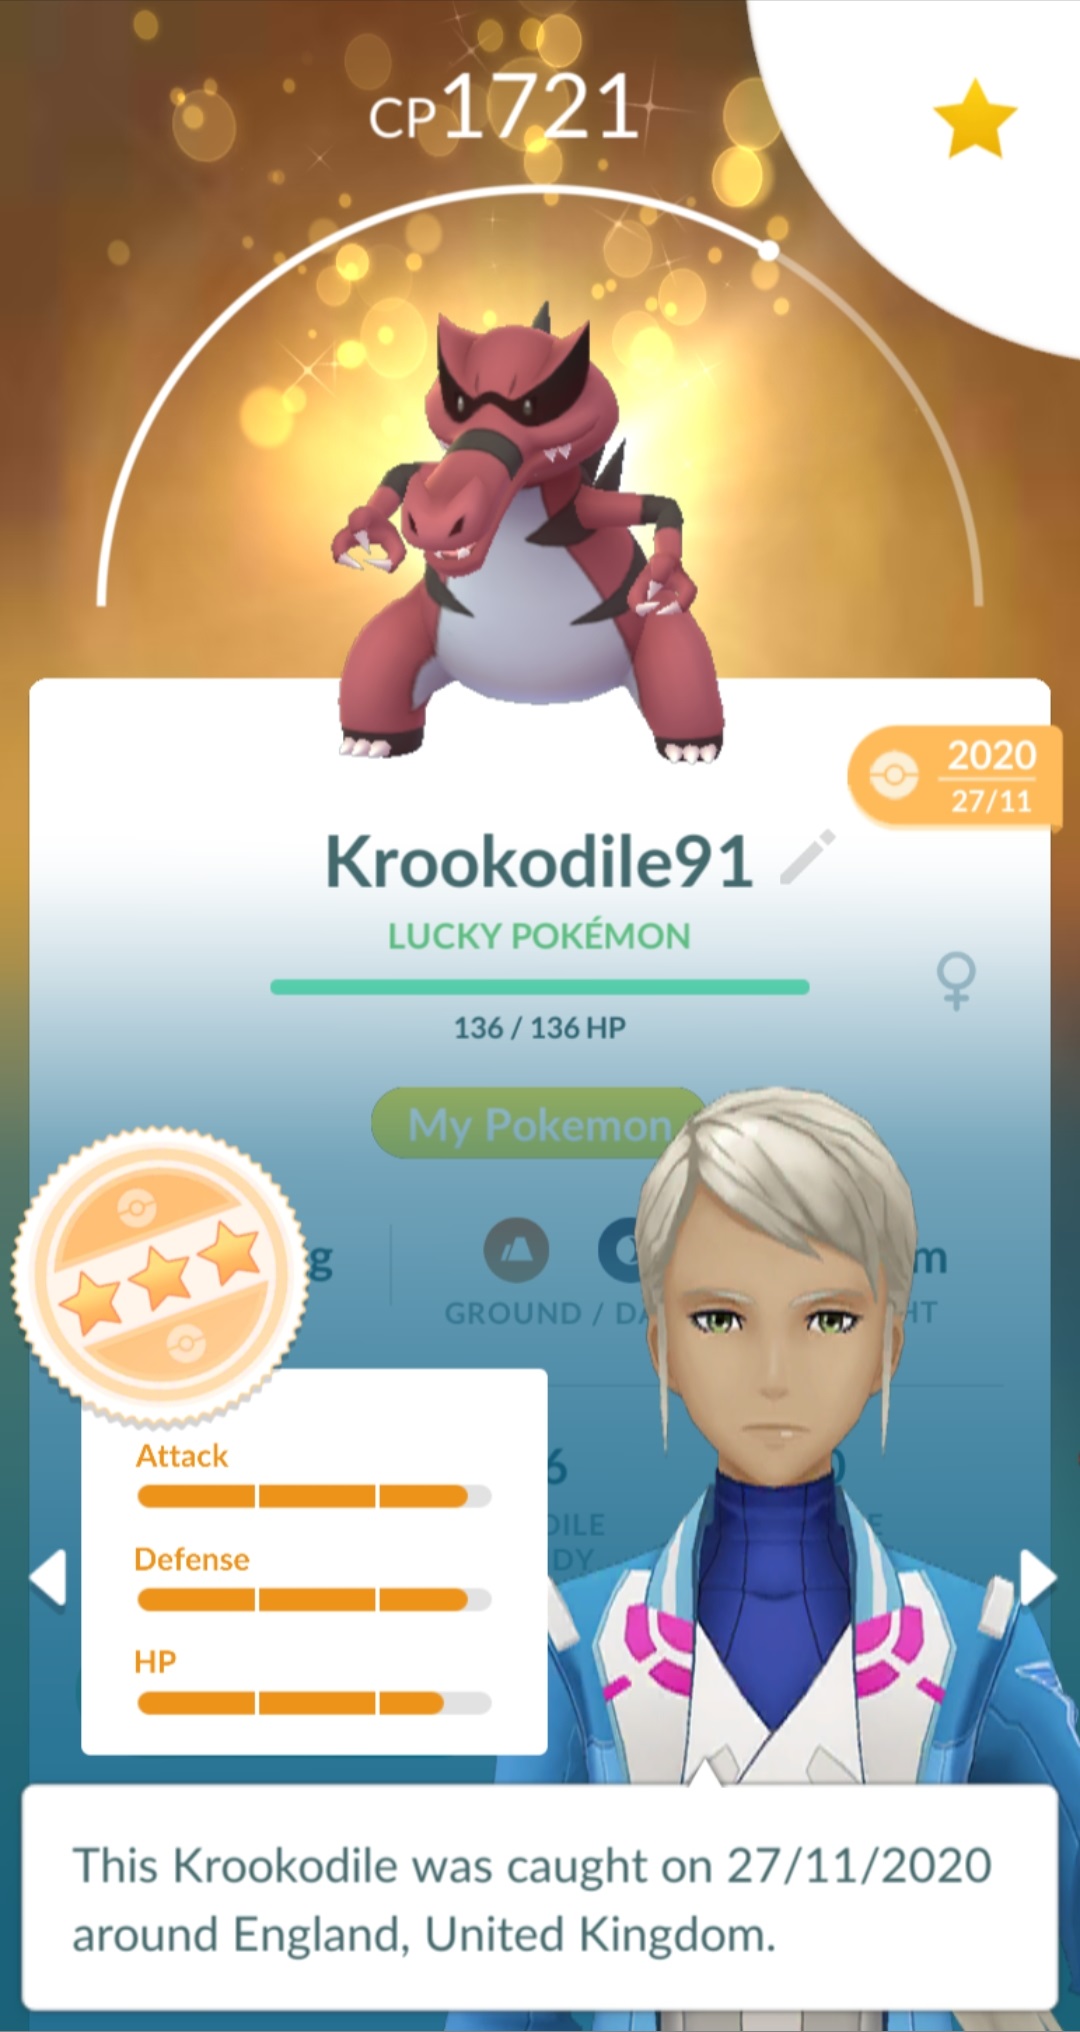 CP1721
2020
27/11
Krookodile91
LUCKY POKÉMON
136 / 136 HP
My Pokemon
g
m
GROUND / DA
HT
6
0
DILE
E
DY
Attack
Defense
HP
This Krookodile was caught on 27/11/2020
around England, United Kingdom.